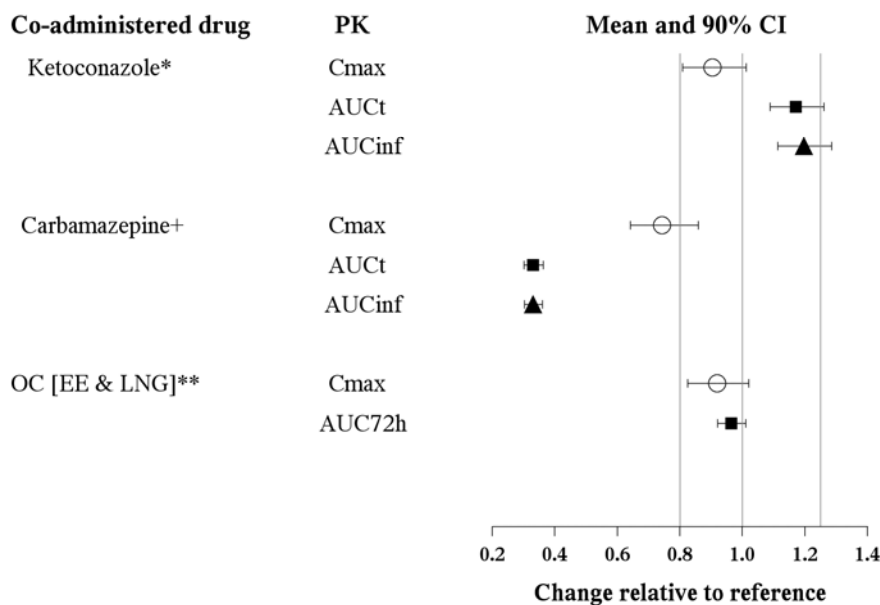 Co-administered drug PK Mean and 90% CI
Ketoconazole* Cmax
AUCt
AUCinf
Carbamazepine+ Cmax
AUCt
AUCinf
OC [EE & LNG]** Cmax
AUC72h
0.2 0.4 0.6 0.8 1.0 1.2 1.4
Change relative to reference